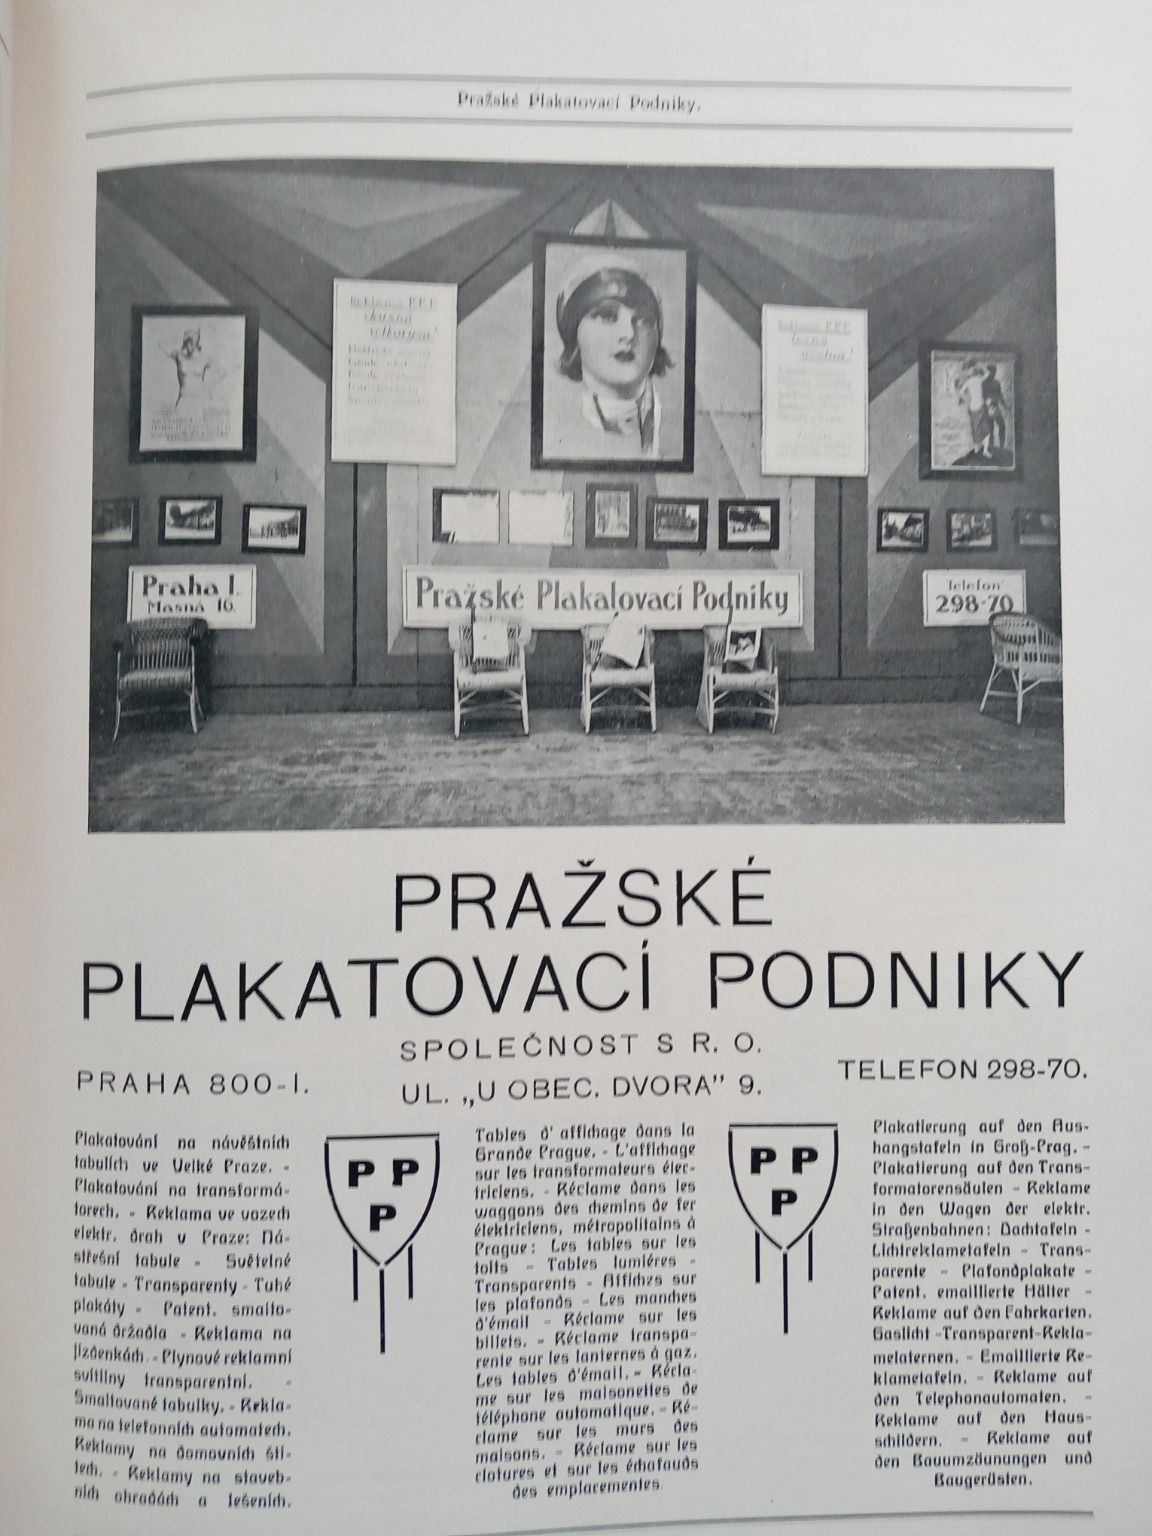 Pražské Plakatovací Podniky.
Reklama P.P.P.
Reklama P.P.P.
Praha I.
Masná 16.
Pražské Plakatovací Podniky
Telefon
298-70
PRAŽSKÉ
PLAKATOVACÍ PODNIKY
SPOLEČNOST S R. O.
PRAHA 800-I.
UL. „U OBEC. DVORA” 9.
TELEFON 298-70.
Plakatování na návěštních
tabulích ve Velké Praze. -
Plakatování na transformá-
torech. - Reklama ve vozech
elektr. drah v Praze: Ná-
střešní tabule - Světelné
tabule - Transparenty - Tuhé
plakáty - Patent. smalto-
vaná držadla - Reklama na
jízdenkách. - Plynové reklamní
svítilny transparentní. -
Smaltované tabulky. - Rekla-
ma na telefonních automatech.
Reklamy na domovních ští-
tech. - Reklamy na staveb-
ních ohradách a lešeních.
P P
P
Tables d' affichage dans la
Grande Prague. - L'affichage
sur les transformateurs élec-
triciens. - Réclame dans les
waggons des chemins de fer
élektriciens, métropolitains à
Prague: Les tables sur les
toits - Tables lumiéres -
Transparents - Affiches sur
les plafonds - Les manches
d'émail - Réclame sur les
billets. - Réclame transpa-
rente sur les lanternes à gaz.
Les tables d'émail. - Récla-
me sur les maisonettes de
téléphone automatique. - Ré-
clame sur les murs des
maisons. - Réclame sur les
clotures et sur les échafauds
des emplacements
P P
P
Plakatierung auf den Aus-
hangstafeln in Groß-Prag. -
Plakatierung auf den Trans-
formatorensäulen - Reklame
in den Wagen der elektr.
Straßenbahnen: Dachtafeln -
Lichtreklametafeln - Trans-
parente - Plafondplakate -
Patent. emaillierte Hälter -
Reklame auf den Fahrkarten.
Gaslicht -Transparent-Rekla-
melaternen. - Emaillierte Re-
klametafeln. - Reklame auf
den Telephonautomaten. -
Reklame auf den Haus-
schildern. - Reklame auf
den Bauumzäunungen und
Baugerüsten.